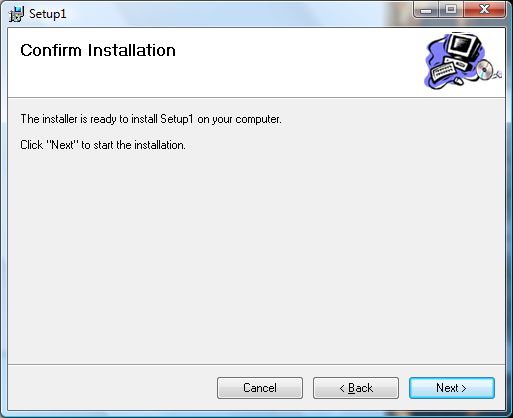 Setup1
Confirm Installation
The installer is ready to install Setup1 on your computer.
Click "Next" to start the installation.
Cancel
< Back
Next >